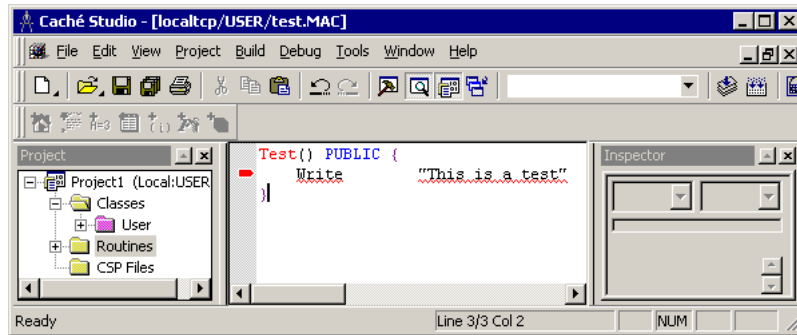 Caché Studio - [localtcp/USER/test.MAC]
File Edit View Project Build Debug Tools Window Help
A=3
Project
Project1 (Local:USER
Classes
User
Routines
CSP Files
Test() PUBLIC {
Write "This is a test"
}
Inspector
Ready Line 3/3 Col 2 NUM